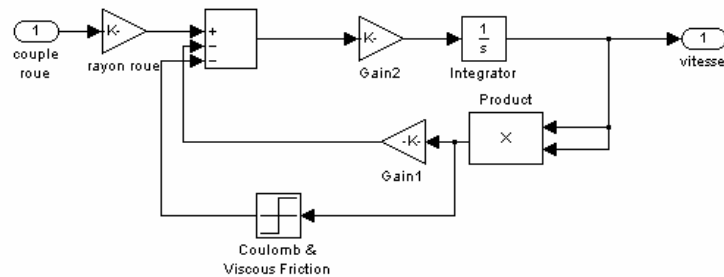 1
couple
roue
K-
rayon roue
+
−
−
K-
Gain2
1
s
Integrator
1
vitesse
Product
×
-K-
Gain1
Coulomb &
Viscous Friction